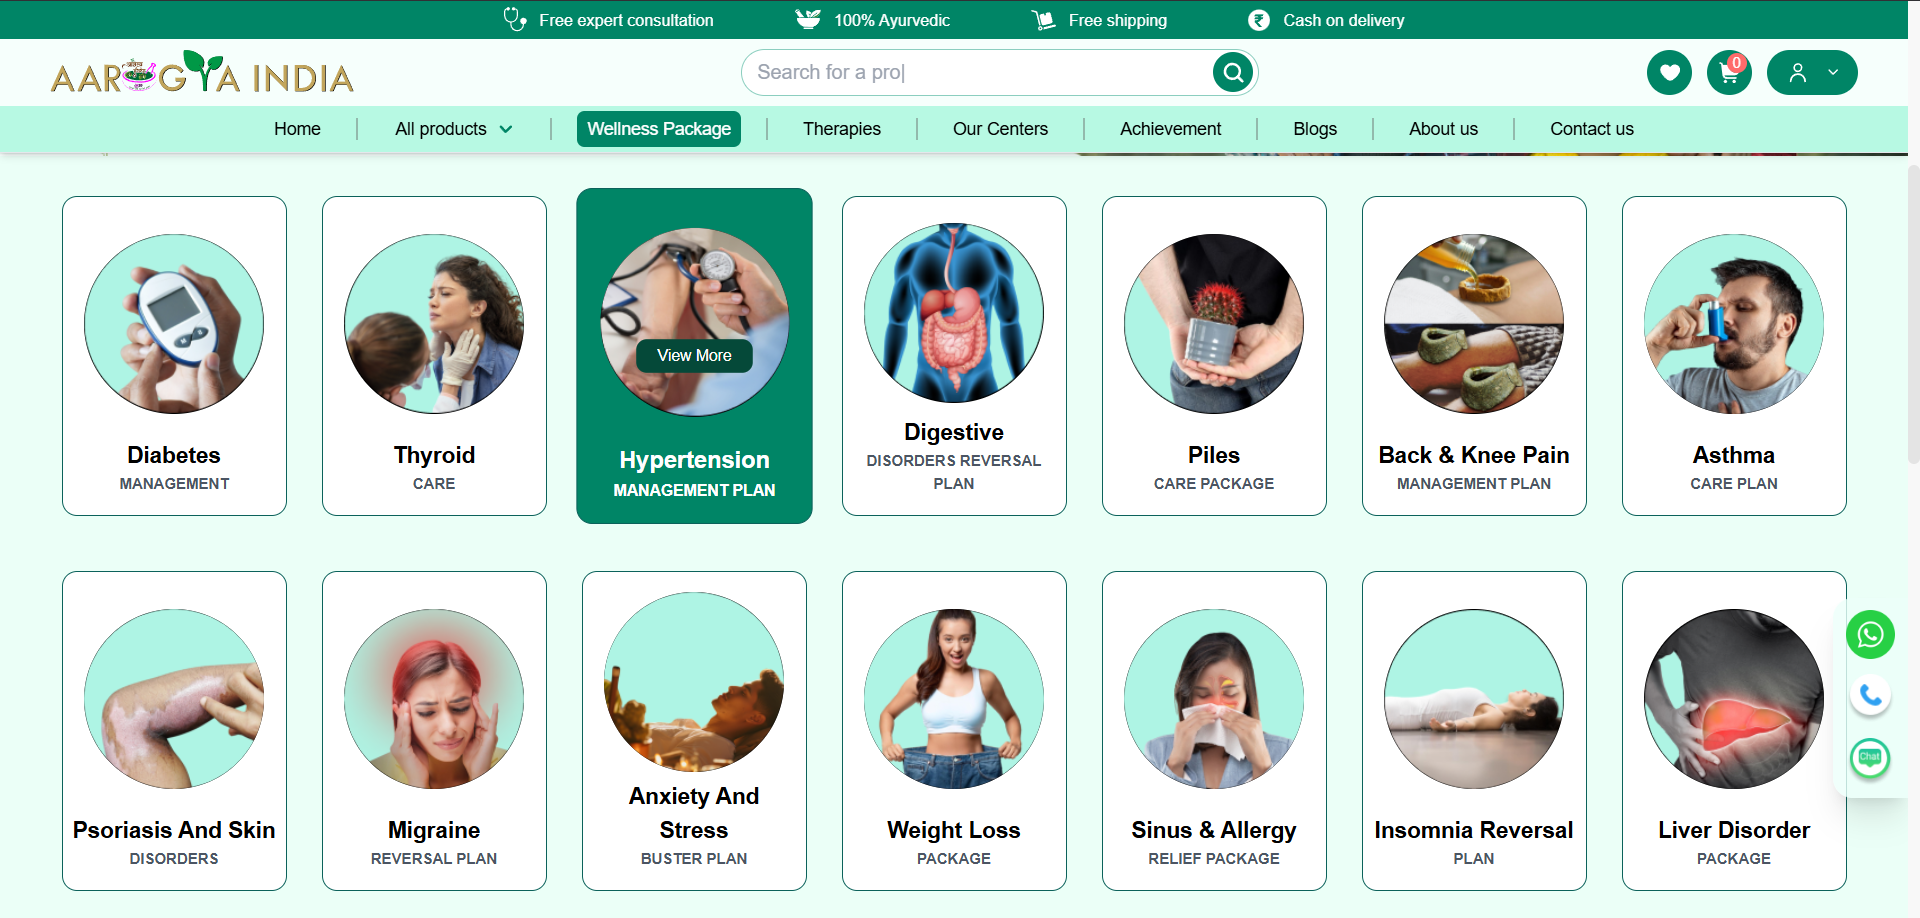 Free expert consultation
100% Ayurvedic
Free shipping
Cash on delivery
AAROGYA INDIA
Search for a pro|
0
Home
All products
Wellness Package
Therapies
Our Centers
Achievement
Blogs
About us
Contact us
View More
Diabetes
MANAGEMENT
Thyroid
CARE
Hypertension
MANAGEMENT PLAN
Digestive
DISORDERS REVERSAL
PLAN
Piles
CARE PACKAGE
Back & Knee Pain
MANAGEMENT PLAN
Asthma
CARE PLAN
Psoriasis And Skin
DISORDERS
Migraine
REVERSAL PLAN
Anxiety And
Stress
BUSTER PLAN
Weight Loss
PACKAGE
Sinus & Allergy
RELIEF PACKAGE
Insomnia Reversal
PLAN
Liver Disorder
PACKAGE
Chat